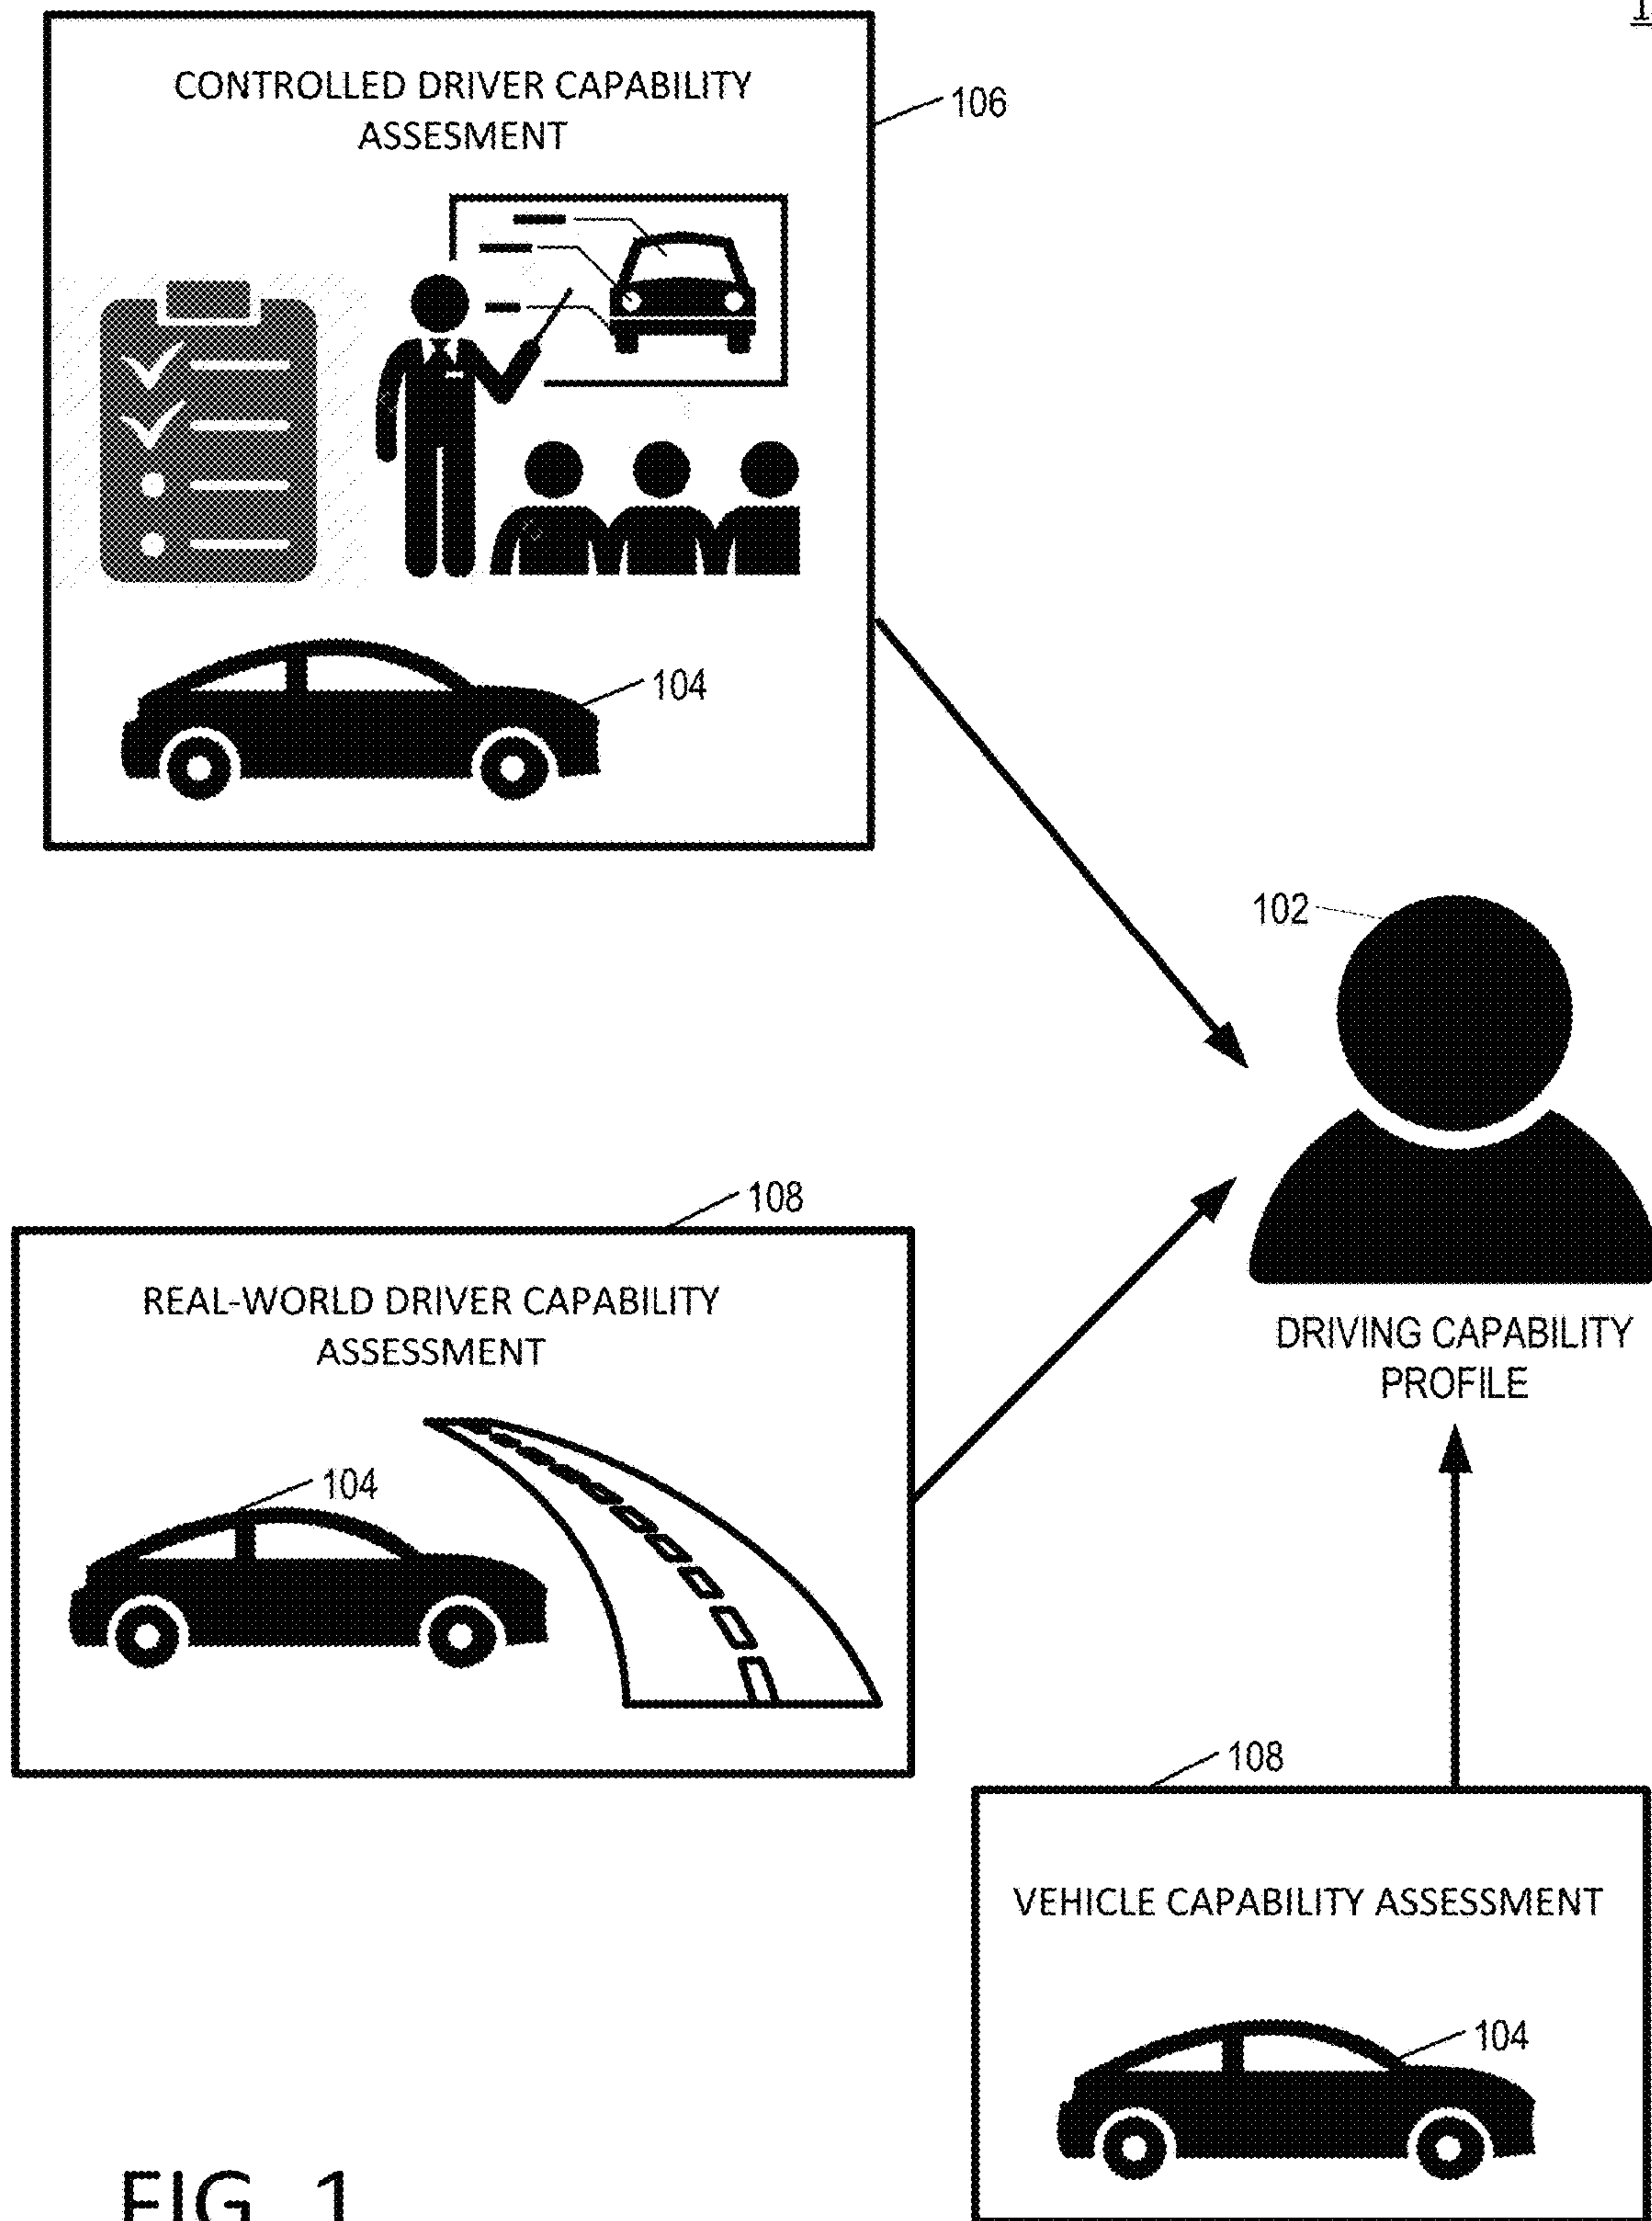 CONTROLLED DRIVER CAPABILITY
ASSESMENT
106
104
102
108
REAL-WORLD DRIVER CAPABILITY
ASSESSMENT
104
DRIVING CAPABILITY
PROFILE
108
VEHICLE CAPABILITY ASSESSMENT
104
FIG. 1